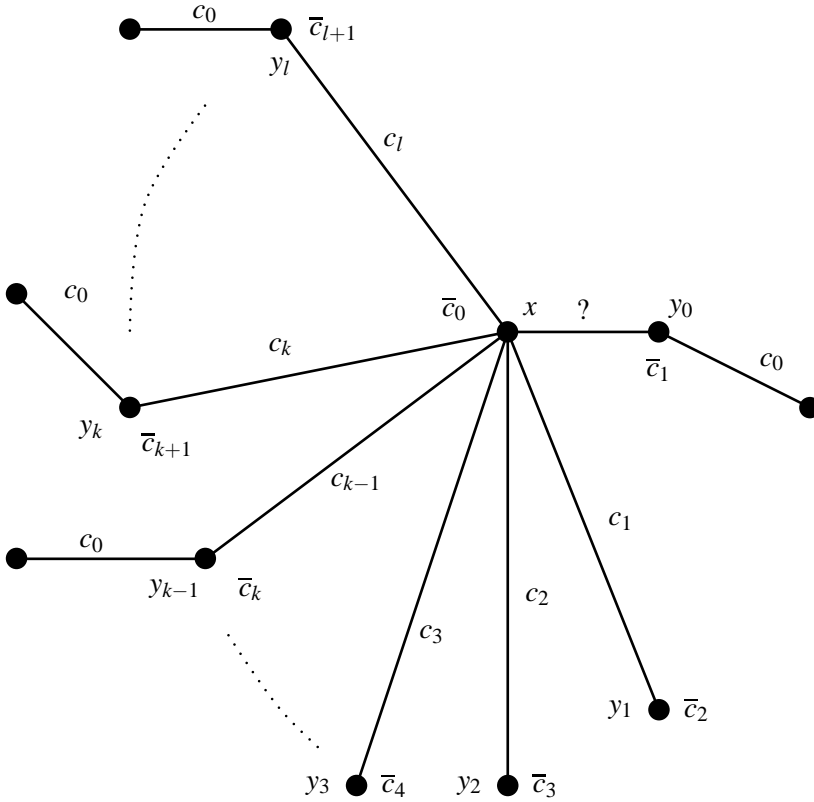 c₀ c̅ₗ₊₁
yₗ
cₗ
c₀ c̅₀ x ? y₀
cₖ c̅₁ c₀
yₖ c̅ₖ₊₁
cₖ₋₁
c₁
c₀
yₖ₋₁ c̅ₖ c₂
c₃
y₁ c̅₂
y₃ c̅₄ y₂ c̅₃